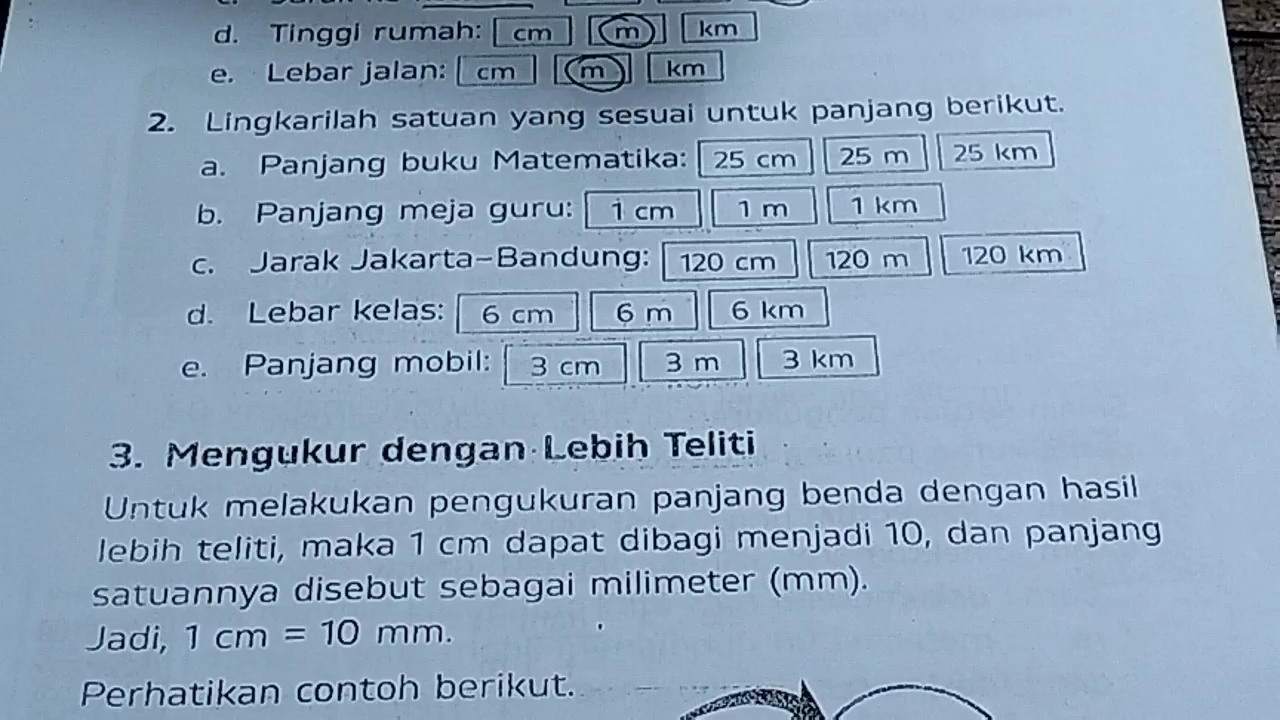 d. Tinggi rumah: cm m km
e. Lebar jalan: cm m km
2. Lingkarilah satuan yang sesuai untuk panjang berikut.
a. Panjang buku Matematika: 25 cm 25 m 25 km
b. Panjang meja guru: 1 cm 1 m 1 km
c. Jarak Jakarta–Bandung: 120 cm 120 m 120 km
d. Lebar kelas: 6 cm 6 m 6 km
e. Panjang mobil: 3 cm 3 m 3 km
3. Mengukur dengan Lebih Teliti
Untuk melakukan pengukuran panjang benda dengan hasil
lebih teliti, maka 1 cm dapat dibagi menjadi 10, dan panjang
satuannya disebut sebagai milimeter (mm).
Jadi, 1 cm = 10 mm.
Perhatikan contoh berikut.